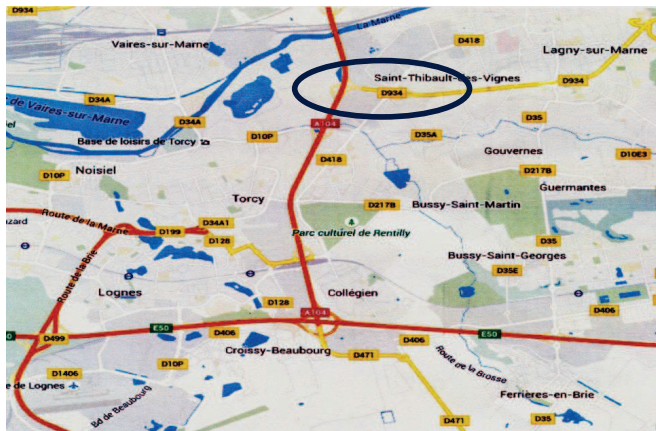 D934
La Marne
D418
Vaires-sur-Marne
Lagny-sur-Marne
Saint-Thibault-des-Vignes
D934
D934
D34A
de Vaires-sur-Marne
D34A
A104
D35
Base de loisirs de Torcy
D10P
D35A
D418
Gouvernes
D10E3
Noisiel
D217B
D10P
Guermantes
Torcy
D217B
Bussy-Saint-Martin
Route de la Marne
D34A1
D199
D128
Parc culturel de Rentilly
D35
Bussy-Saint-Georges
D35E
Route de la Brie
Lognes
D128
Collégien
A104
D406
E50
D406
E50
D499
D406
Croissy-Beaubourg
D10P
D471
Route de la Brosse
D1406
e de Lognes
Ferrières-en-Brie
Bd de Beaubourg
D471
D35